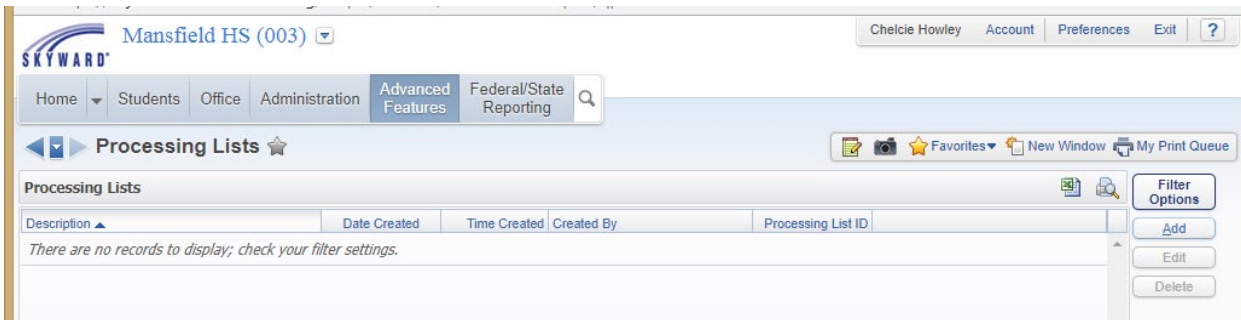 Mansfield HS (003)
Chelcie Howley Account Preferences Exit ?
SKYWARD®
Home Students Office Administration Advanced Features Federal/State Reporting
Processing Lists
Favorites New Window My Print Queue
Processing Lists
Filter Options
Description Date Created Time Created Created By Processing List ID
Add
There are no records to display; check your filter settings.
Edit
Delete